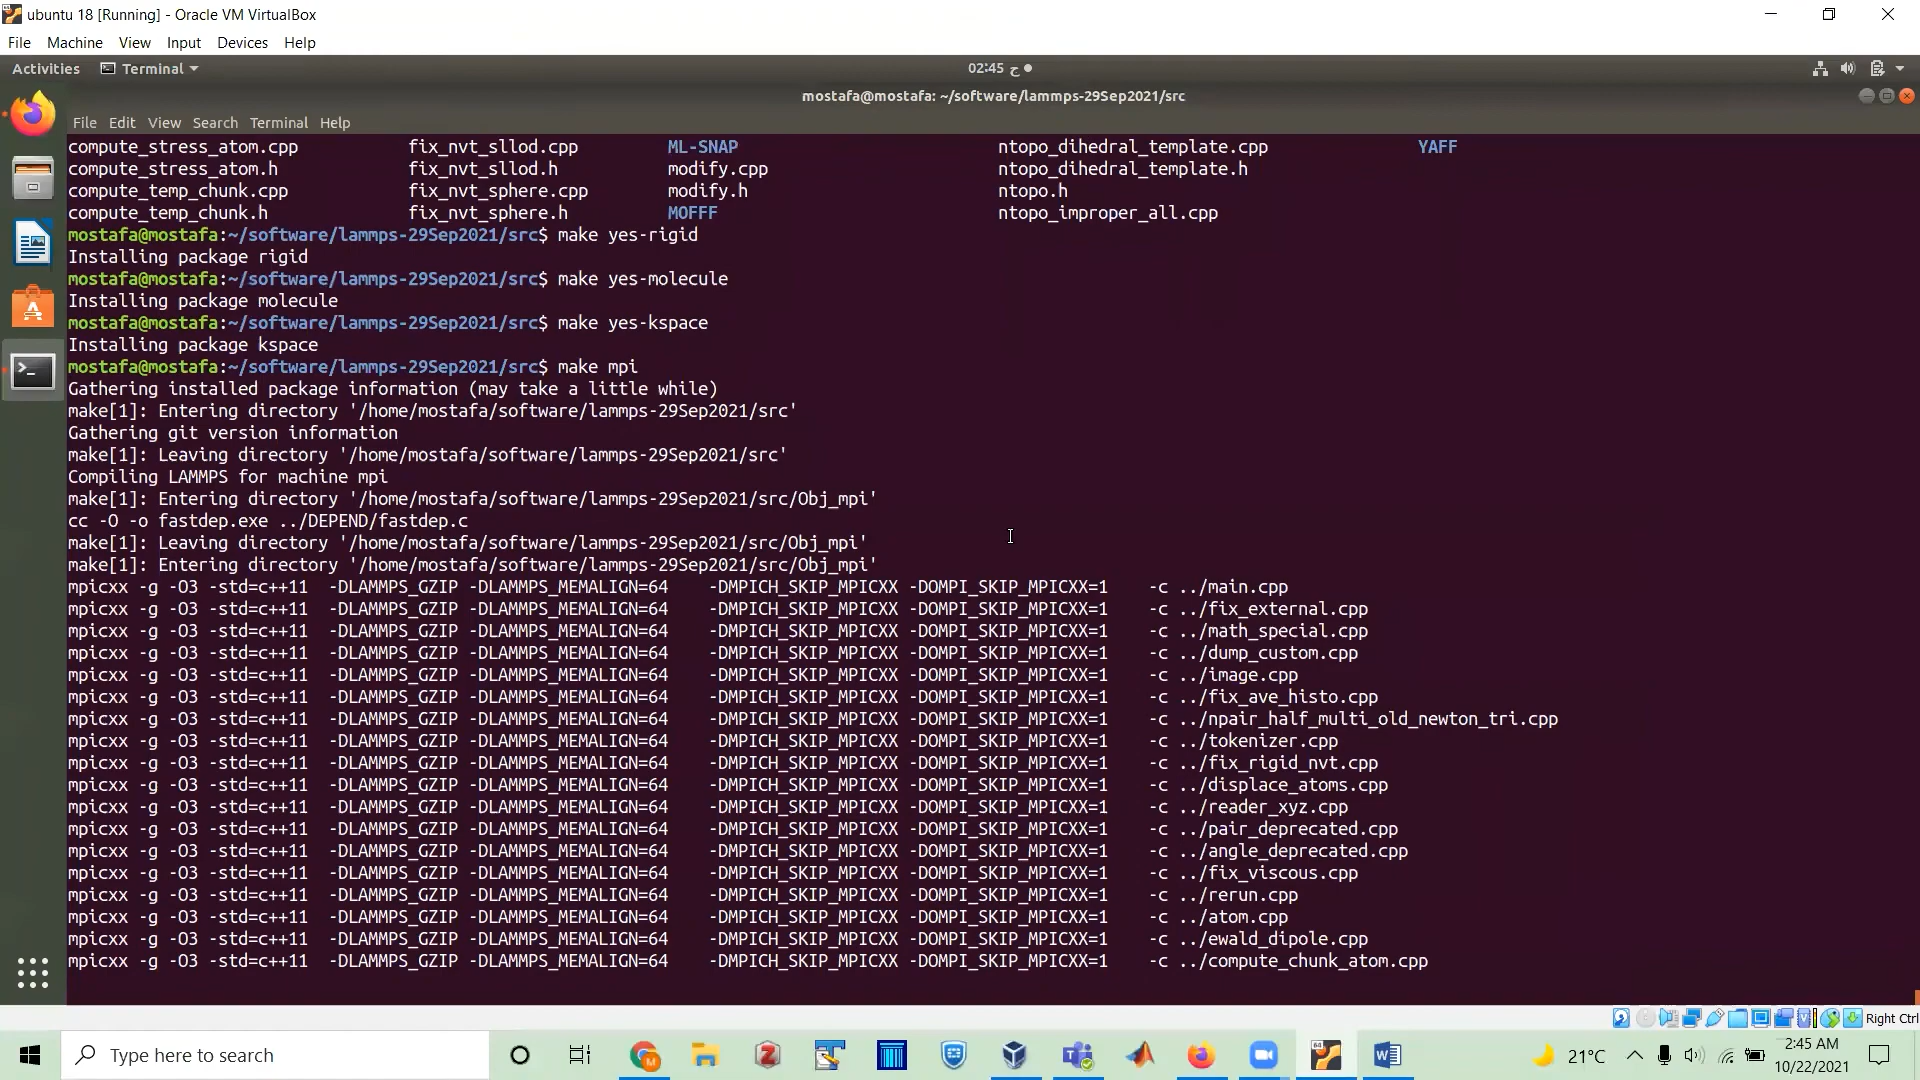 ubuntu 18 [Running] - Oracle VM VirtualBox
File Machine View Input Devices Help
Activities Terminal 02:45 ح
mostafa@mostafa: ~/software/lammps-29Sep2021/src
File Edit View Search Terminal Help
compute_stress_atom.cpp fix_nvt_sllod.cpp ML-SNAP ntopo_dihedral_template.cpp YAFF
compute_stress_atom.h fix_nvt_sllod.h modify.cpp ntopo_dihedral_template.h
compute_temp_chunk.cpp fix_nvt_sphere.cpp modify.h ntopo.h
compute_temp_chunk.h fix_nvt_sphere.h MOFFF ntopo_improper_all.cpp
mostafa@mostafa:~/software/lammps-29Sep2021/src$ make yes-rigid
Installing package rigid
mostafa@mostafa:~/software/lammps-29Sep2021/src$ make yes-molecule
Installing package molecule
mostafa@mostafa:~/software/lammps-29Sep2021/src$ make yes-kspace
Installing package kspace
mostafa@mostafa:~/software/lammps-29Sep2021/src$ make mpi
Gathering installed package information (may take a little while)
make[1]: Entering directory '/home/mostafa/software/lammps-29Sep2021/src'
Gathering git version information
make[1]: Leaving directory '/home/mostafa/software/lammps-29Sep2021/src'
Compiling LAMMPS for machine mpi
make[1]: Entering directory '/home/mostafa/software/lammps-29Sep2021/src/Obj_mpi'
cc -O -o fastdep.exe ../DEPEND/fastdep.c
make[1]: Leaving directory '/home/mostafa/software/lammps-29Sep2021/src/Obj_mpi'
make[1]: Entering directory '/home/mostafa/software/lammps-29Sep2021/src/Obj_mpi'
mpicxx -g -O3 -std=c++11 -DLAMMPS_GZIP -DLAMMPS_MEMALIGN=64 -DMPICH_SKIP_MPICXX -DOMPI_SKIP_MPICXX=1 -c ../main.cpp
mpicxx -g -O3 -std=c++11 -DLAMMPS_GZIP -DLAMMPS_MEMALIGN=64 -DMPICH_SKIP_MPICXX -DOMPI_SKIP_MPICXX=1 -c ../fix_external.cpp
mpicxx -g -O3 -std=c++11 -DLAMMPS_GZIP -DLAMMPS_MEMALIGN=64 -DMPICH_SKIP_MPICXX -DOMPI_SKIP_MPICXX=1 -c ../math_special.cpp
mpicxx -g -O3 -std=c++11 -DLAMMPS_GZIP -DLAMMPS_MEMALIGN=64 -DMPICH_SKIP_MPICXX -DOMPI_SKIP_MPICXX=1 -c ../dump_custom.cpp
mpicxx -g -O3 -std=c++11 -DLAMMPS_GZIP -DLAMMPS_MEMALIGN=64 -DMPICH_SKIP_MPICXX -DOMPI_SKIP_MPICXX=1 -c ../image.cpp
mpicxx -g -O3 -std=c++11 -DLAMMPS_GZIP -DLAMMPS_MEMALIGN=64 -DMPICH_SKIP_MPICXX -DOMPI_SKIP_MPICXX=1 -c ../fix_ave_histo.cpp
mpicxx -g -O3 -std=c++11 -DLAMMPS_GZIP -DLAMMPS_MEMALIGN=64 -DMPICH_SKIP_MPICXX -DOMPI_SKIP_MPICXX=1 -c ../npair_half_multi_old_newton_tri.cpp
mpicxx -g -O3 -std=c++11 -DLAMMPS_GZIP -DLAMMPS_MEMALIGN=64 -DMPICH_SKIP_MPICXX -DOMPI_SKIP_MPICXX=1 -c ../tokenizer.cpp
mpicxx -g -O3 -std=c++11 -DLAMMPS_GZIP -DLAMMPS_MEMALIGN=64 -DMPICH_SKIP_MPICXX -DOMPI_SKIP_MPICXX=1 -c ../fix_rigid_nvt.cpp
mpicxx -g -O3 -std=c++11 -DLAMMPS_GZIP -DLAMMPS_MEMALIGN=64 -DMPICH_SKIP_MPICXX -DOMPI_SKIP_MPICXX=1 -c ../displace_atoms.cpp
mpicxx -g -O3 -std=c++11 -DLAMMPS_GZIP -DLAMMPS_MEMALIGN=64 -DMPICH_SKIP_MPICXX -DOMPI_SKIP_MPICXX=1 -c ../reader_xyz.cpp
mpicxx -g -O3 -std=c++11 -DLAMMPS_GZIP -DLAMMPS_MEMALIGN=64 -DMPICH_SKIP_MPICXX -DOMPI_SKIP_MPICXX=1 -c ../pair_deprecated.cpp
mpicxx -g -O3 -std=c++11 -DLAMMPS_GZIP -DLAMMPS_MEMALIGN=64 -DMPICH_SKIP_MPICXX -DOMPI_SKIP_MPICXX=1 -c ../angle_deprecated.cpp
mpicxx -g -O3 -std=c++11 -DLAMMPS_GZIP -DLAMMPS_MEMALIGN=64 -DMPICH_SKIP_MPICXX -DOMPI_SKIP_MPICXX=1 -c ../fix_viscous.cpp
mpicxx -g -O3 -std=c++11 -DLAMMPS_GZIP -DLAMMPS_MEMALIGN=64 -DMPICH_SKIP_MPICXX -DOMPI_SKIP_MPICXX=1 -c ../rerun.cpp
mpicxx -g -O3 -std=c++11 -DLAMMPS_GZIP -DLAMMPS_MEMALIGN=64 -DMPICH_SKIP_MPICXX -DOMPI_SKIP_MPICXX=1 -c ../atom.cpp
mpicxx -g -O3 -std=c++11 -DLAMMPS_GZIP -DLAMMPS_MEMALIGN=64 -DMPICH_SKIP_MPICXX -DOMPI_SKIP_MPICXX=1 -c ../ewald_dipole.cpp
mpicxx -g -O3 -std=c++11 -DLAMMPS_GZIP -DLAMMPS_MEMALIGN=64 -DMPICH_SKIP_MPICXX -DOMPI_SKIP_MPICXX=1 -c ../compute_chunk_atom.cpp
Right Ctrl
Type here to search 21°C 2:45 AM
10/22/2021